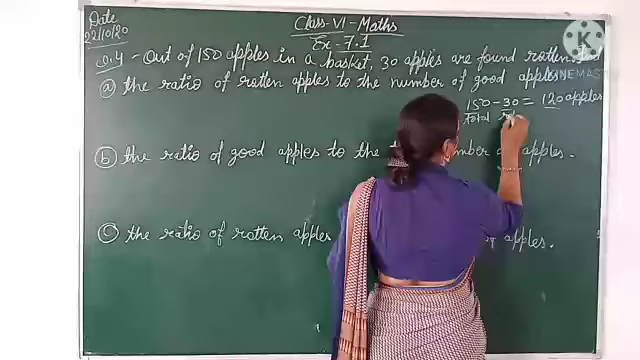 Date
22/10/20
Class-VI-Maths
Ex-7.1
Q.4 - Out of 150 apples in a basket, 30 apples are found rotten.
(a) the ratio of rotten apples to the number of good apples.
150 - 30 = 120 apples
total
(b) the ratio of good apples to the apples.
(c) the ratio of rotten apples of apples.
KINEMASTER